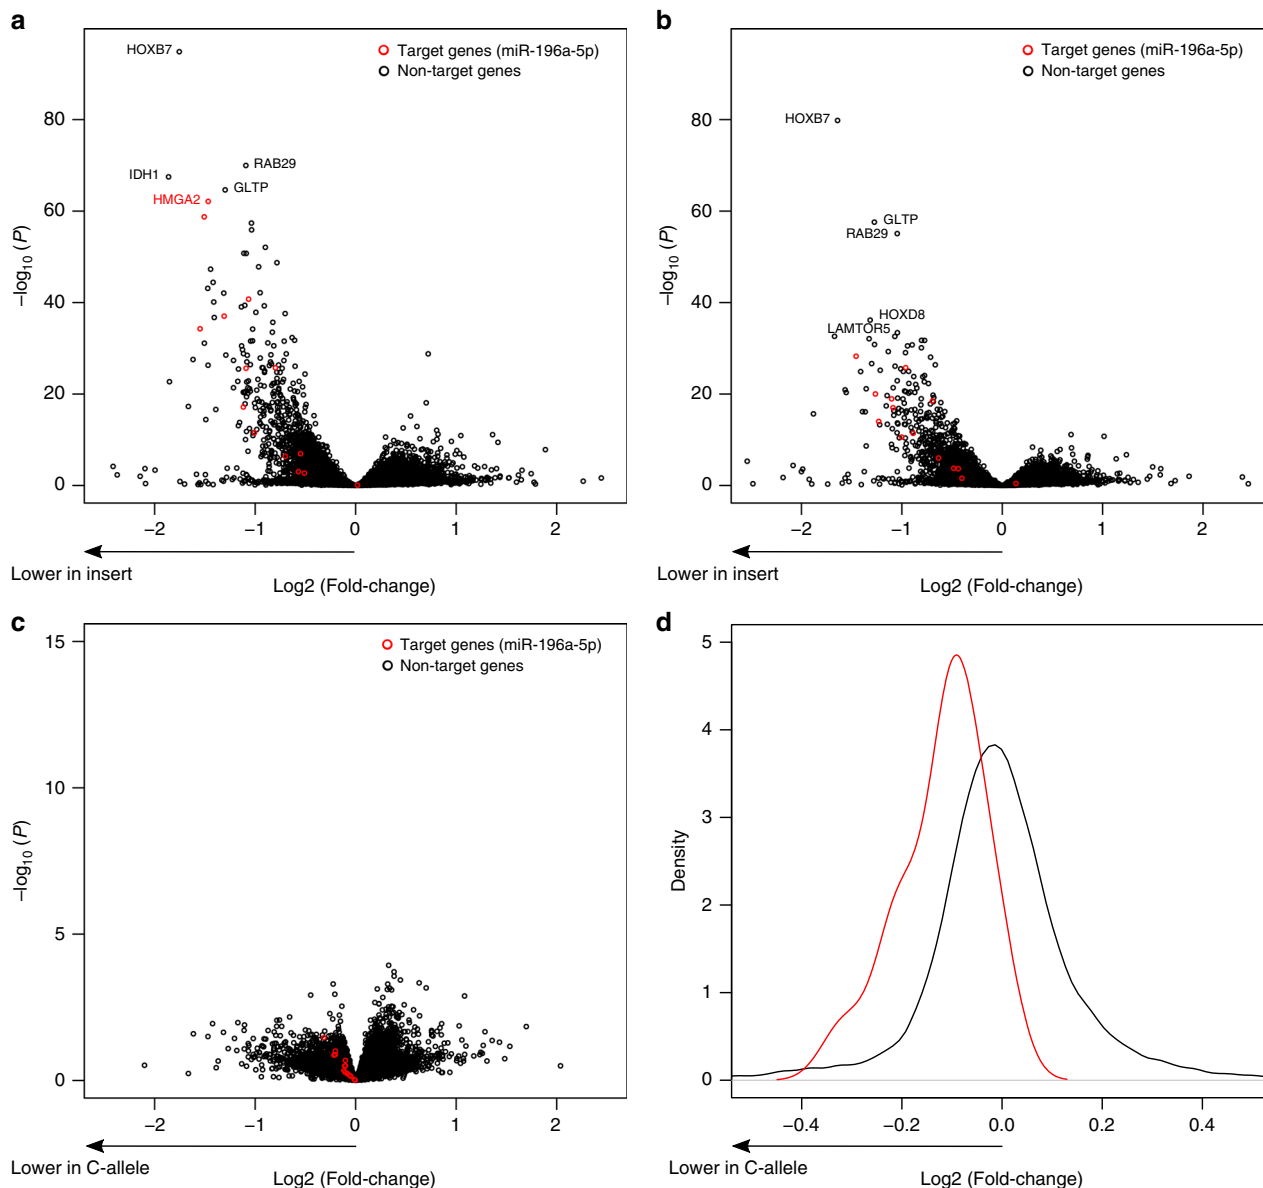 a
Target genes (miR-196a-5p)
Non-target genes
HOXB7
RAB29
IDH1
GLTP
HMGA2
80
60
40
20
0
−log10 (P)
−2 −1 0 1 2
Lower in insert
Log2 (Fold-change)
b
Target genes (miR-196a-5p)
Non-target genes
HOXB7
GLTP
RAB29
HOXD8
LAMTOR5
80
60
40
20
0
−log10 (P)
−2 −1 0 1 2
Lower in insert
Log2 (Fold-change)
c
Target genes (miR-196a-5p)
Non-target genes
15
10
5
0
−log10 (P)
−2 −1 0 1 2
Lower in C-allele
Log2 (Fold-change)
d
5
4
3
2
1
0
Density
−0.4 −0.2 0.0 0.2 0.4
Lower in C-allele
Log2 (Fold-change)